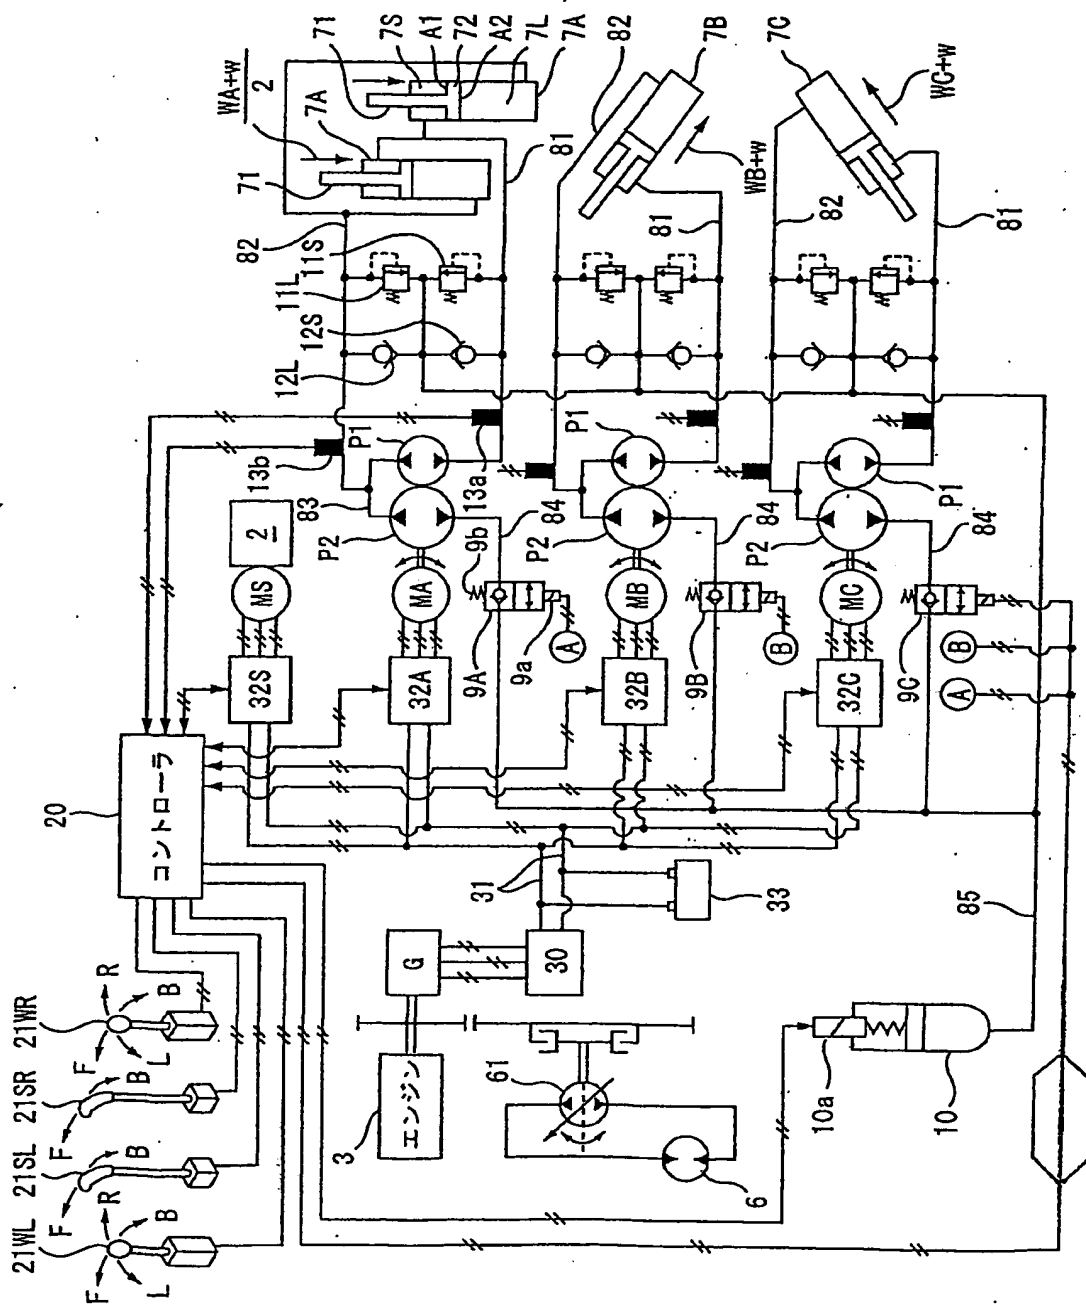 21WL
F
R
L
B
21SL
F
B
21SR
F
B
21WR
F
R
L
B
20
コントローラ
3
エンジン
G
30
31
33
61
6
10a
10
85
32S
MS
2
32A
MA
32B
MB
32C
MC
13b
13a
83
84
P2
P1
9b
9a
9A
A
84
P2
P1
9B
B
84
P2
P1
9C
B
A
12L
12S
11L
11S
82
81
71
7A
WA+w
2
71
7S
A1
72
A2
7L
7A
82
7B
81
WB+w
7C
82
81
WC+w